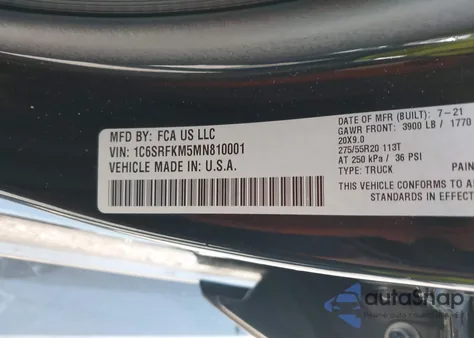 MFD BY: FCA US LLC
VIN: 1C6SRFKM5MN810001
VEHICLE MADE IN: U.S.A.
DATE OF MFR (BUILT): 7-21
GAWR FRONT: 3900 LB / 1770
20X9.0
275/55R20 113T
AT 250 kPa / 36 PSI
TYPE: TRUCK PAIN
THIS VEHICLE CONFORMS TO A
STANDARDS IN EFFECT
autoShap